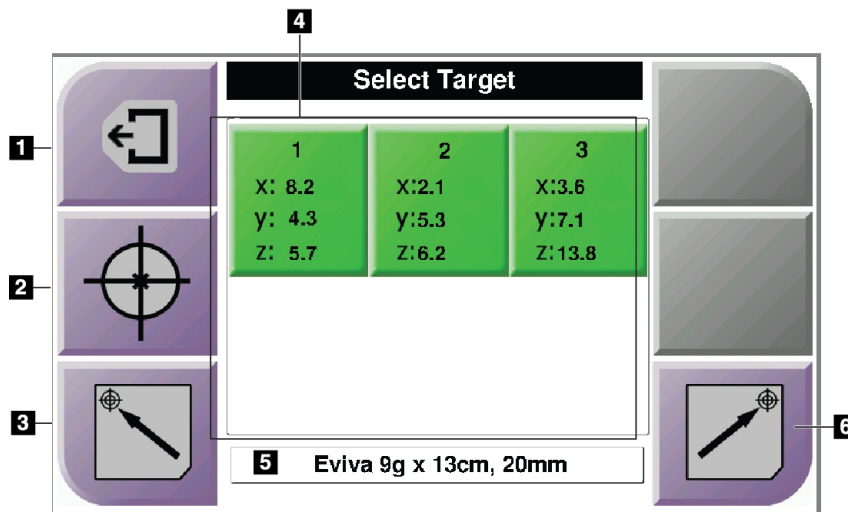 4
Select Target
1
2
3
1 2 3
x: 8.2 x:2.1 x:3.6
y: 4.3 y:5.3 y:7.1
z: 5.7 z:6.2 z:13.8
5 Eviva 9g x 13cm, 20mm
6